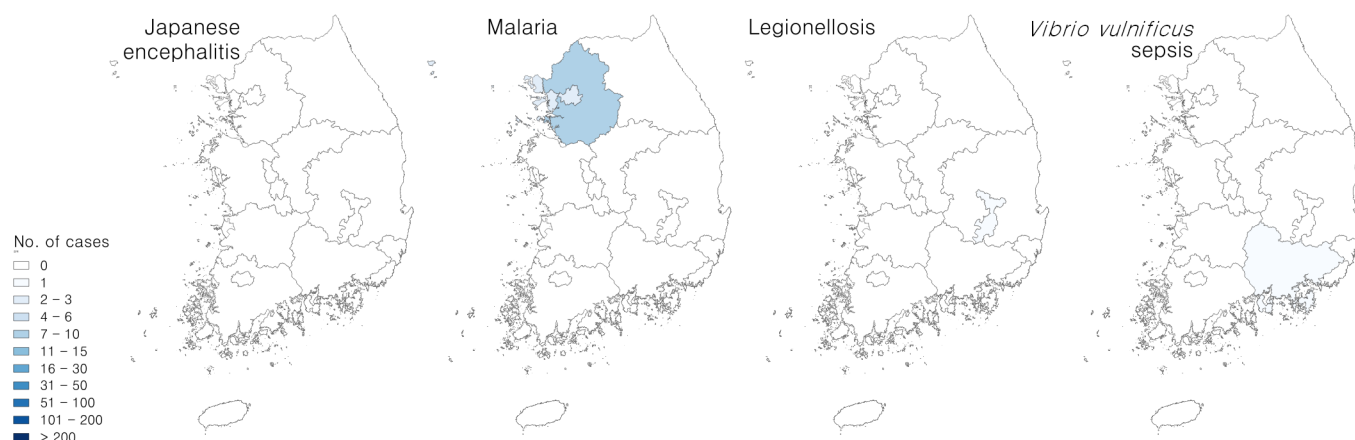 Japanese
encephalitis
Malaria
Legionellosis
Vibrio vulnificus
sepsis
No. of cases
0
1
2 – 3
4 – 6
7 – 10
11 – 15
16 – 30
31 – 50
51 – 100
101 – 200
> 200